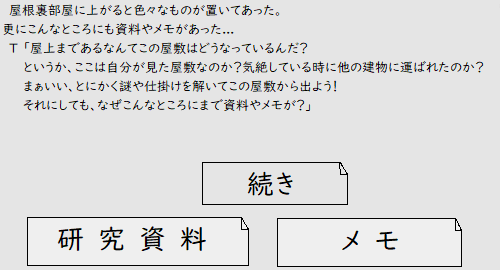 屋根裏部屋に上がると色々なものが置いてあった。
更にこんなところにも資料やメモがあった…
Ｔ「屋上まであるなんてこの屋敷はどうなっているんだ？
というか、ここは自分が見た屋敷なのか？気絶している時に他の建物に運ばれたのか？
まぁいい、とにかく謎や仕掛けを解いてこの屋敷から出よう！
それにしても、なぜこんなところにまで資料やメモが？」
続き
研 究 資 料
メ モ